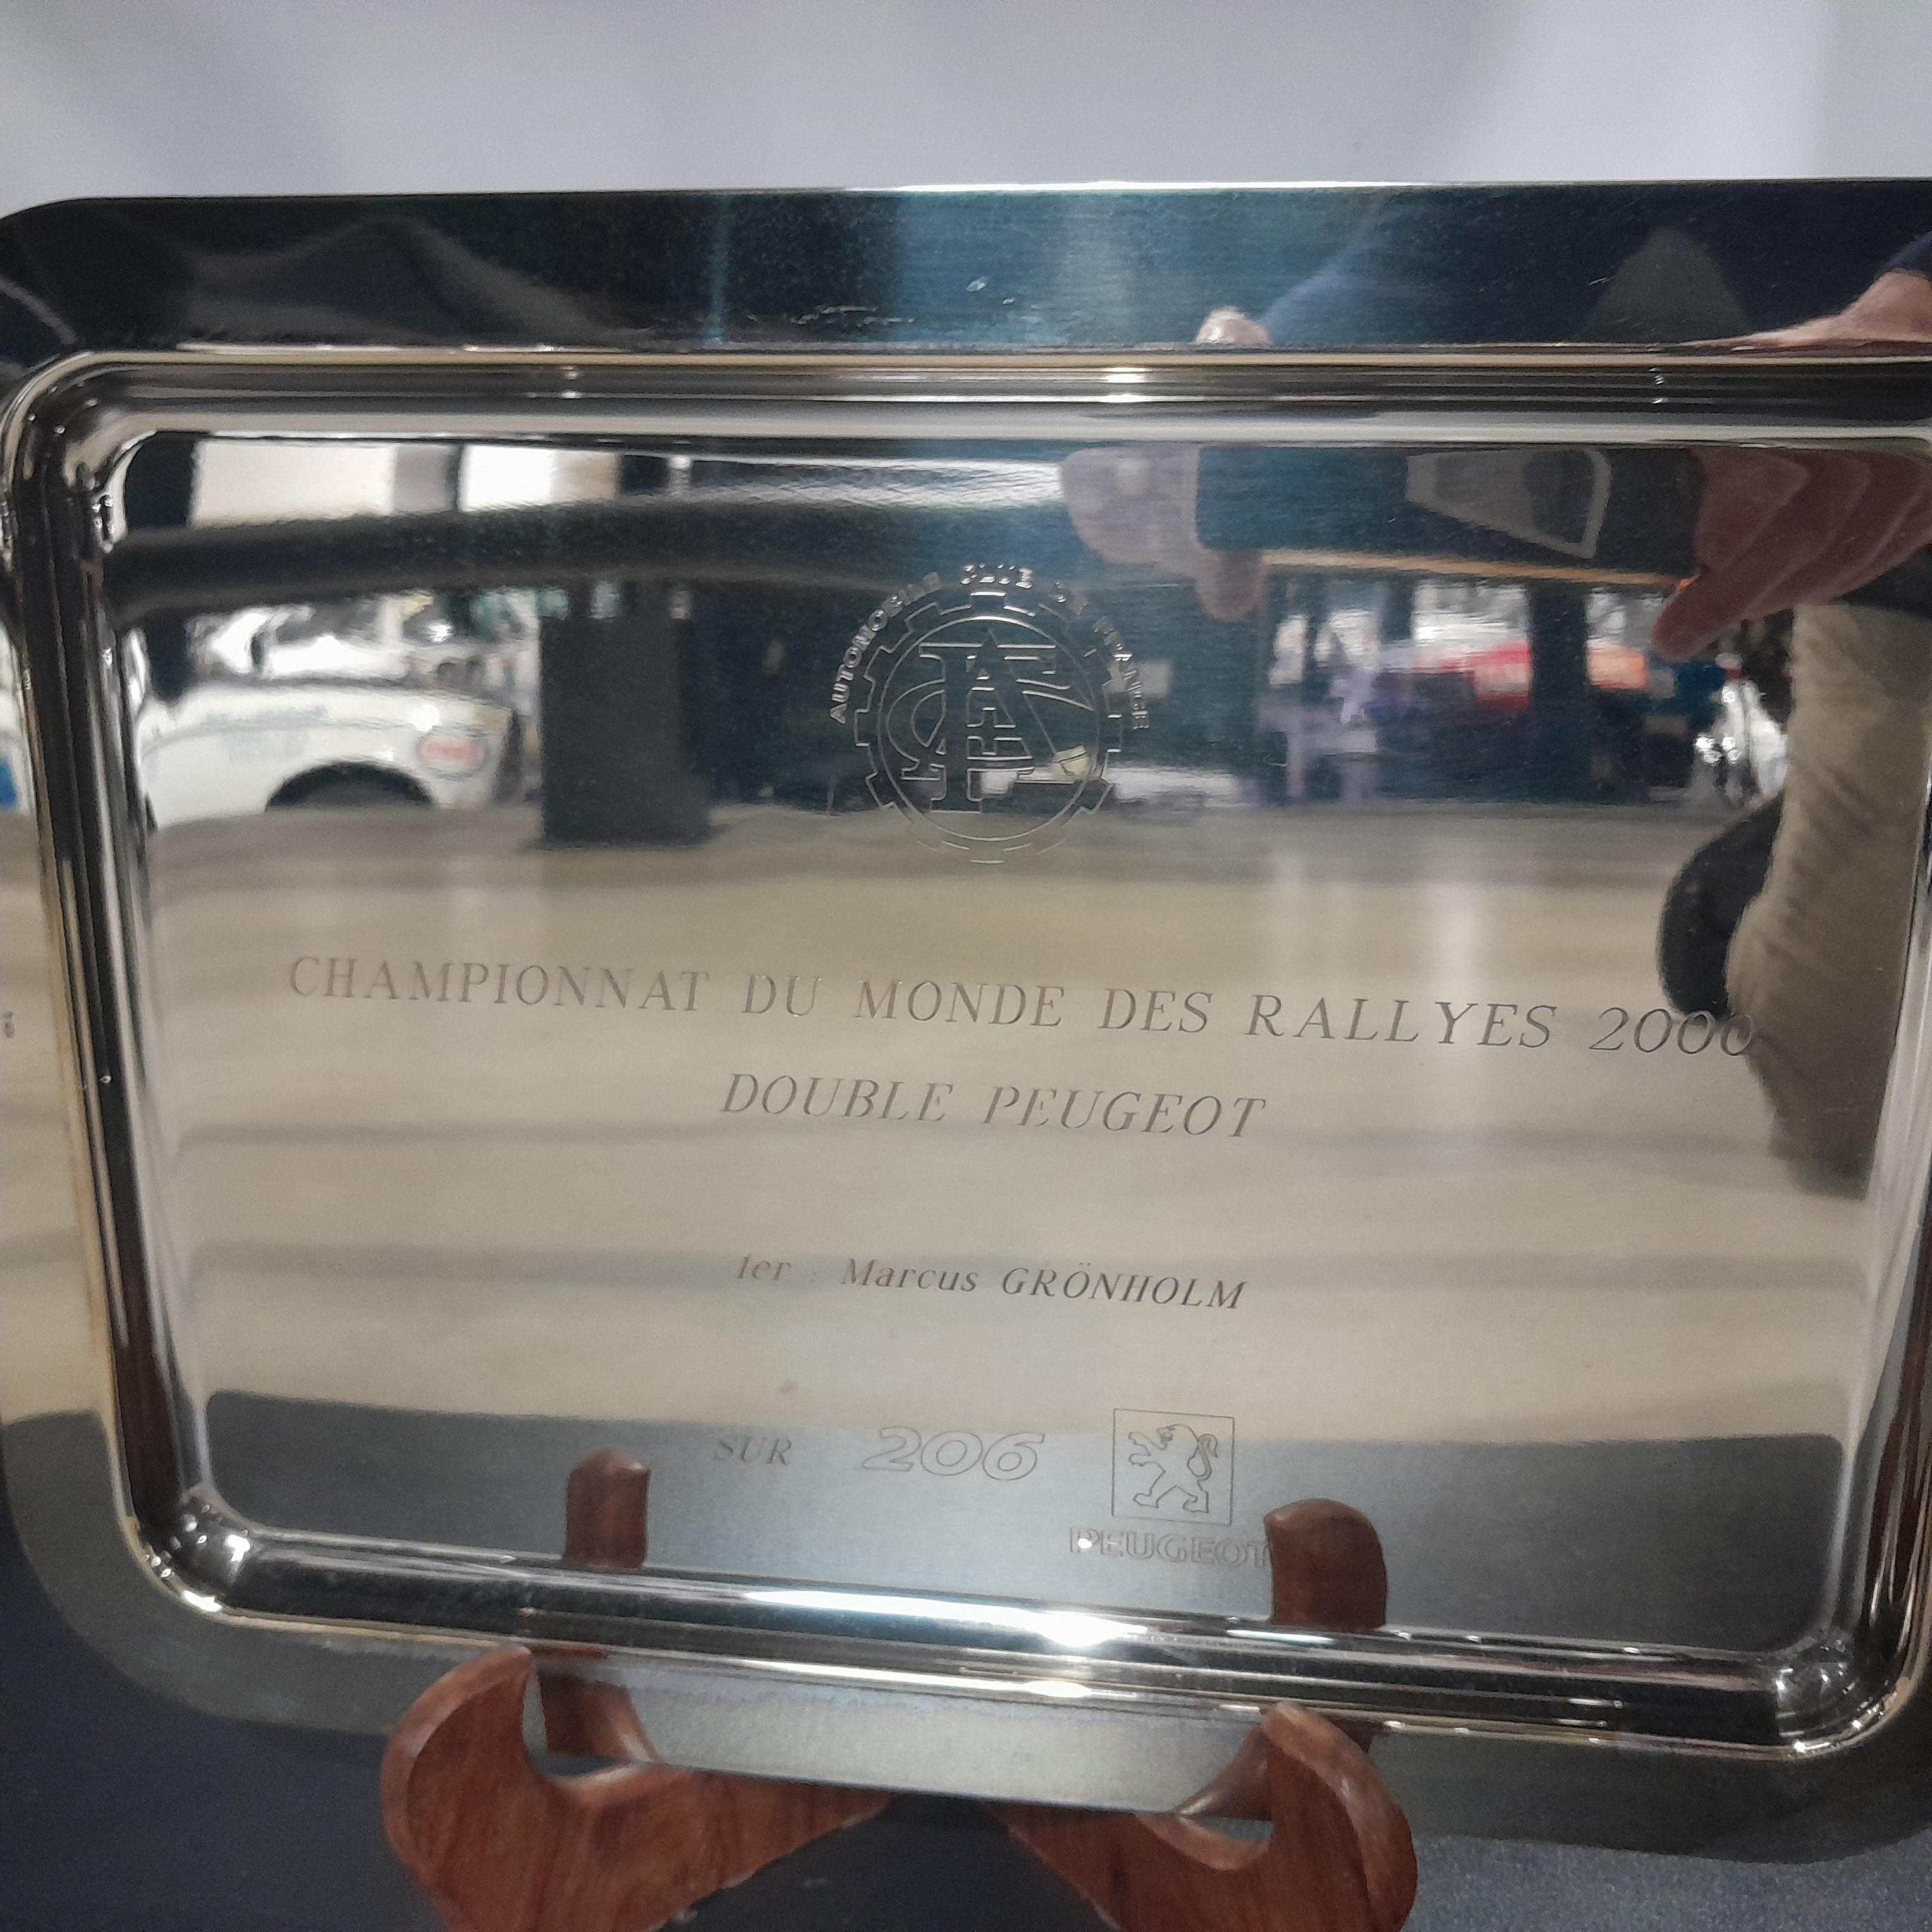 AUTOMOBILE CLUB DE FRANCE
CHAMPIONNAT DU MONDE DES RALLYES 2000
DOUBLE PEUGEOT
1er Marcus GRÖNHOLM
SUR 206
PEUGEOT